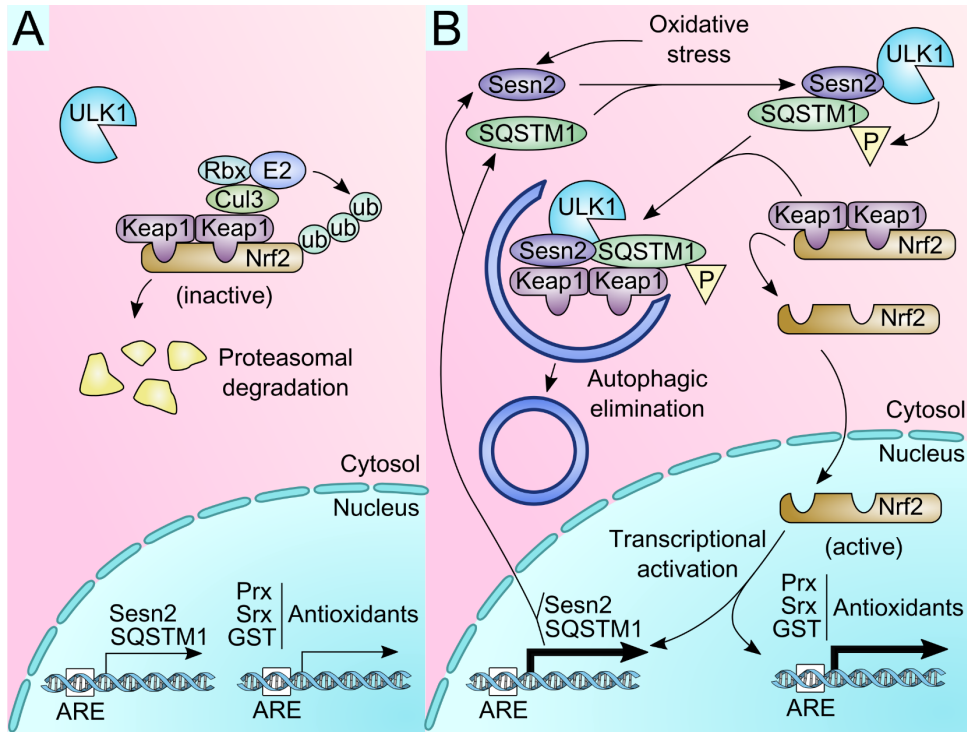 A
ULK1
Rbx
E2
Cul3
ub
ub
ub
Keap1
Keap1
Nrf2
(inactive)
Proteasomal
degradation
Cytosol
Nucleus
Sesn2
SQSTM1
Prx
Srx
GST
Antioxidants
ARE
ARE
B
Oxidative
stress
Sesn2
SQSTM1
ULK1
Sesn2
SQSTM1
P
ULK1
Sesn2
SQSTM1
Keap1
Keap1
P
Keap1
Keap1
Nrf2
Nrf2
Autophagic
elimination
Cytosol
Nucleus
Nrf2
(active)
Transcriptional
activation
Sesn2
SQSTM1
Prx
Srx
GST
Antioxidants
ARE
ARE